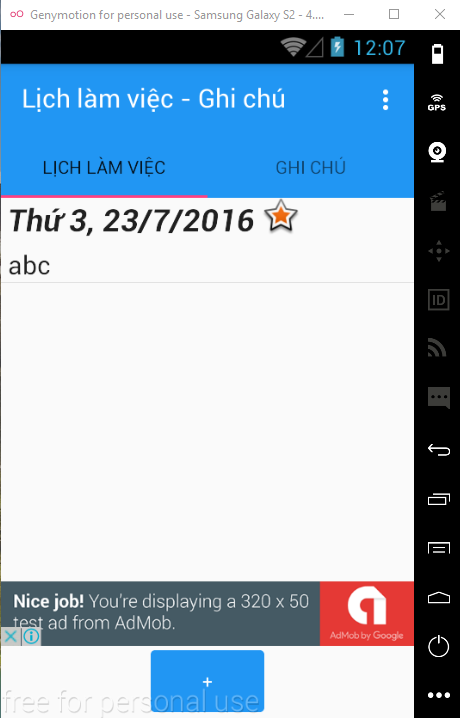 Genymotion for personal use - Samsung Galaxy S2 - 4....
12:07
GPS
Lịch làm việc - Ghi chú
LỊCH LÀM VIỆC
GHI CHÚ
Thứ 3, 23/7/2016
abc
ID
Nice job! You're displaying a 320 x 50
test ad from AdMob.
AdMob by Google
+
free for personal use